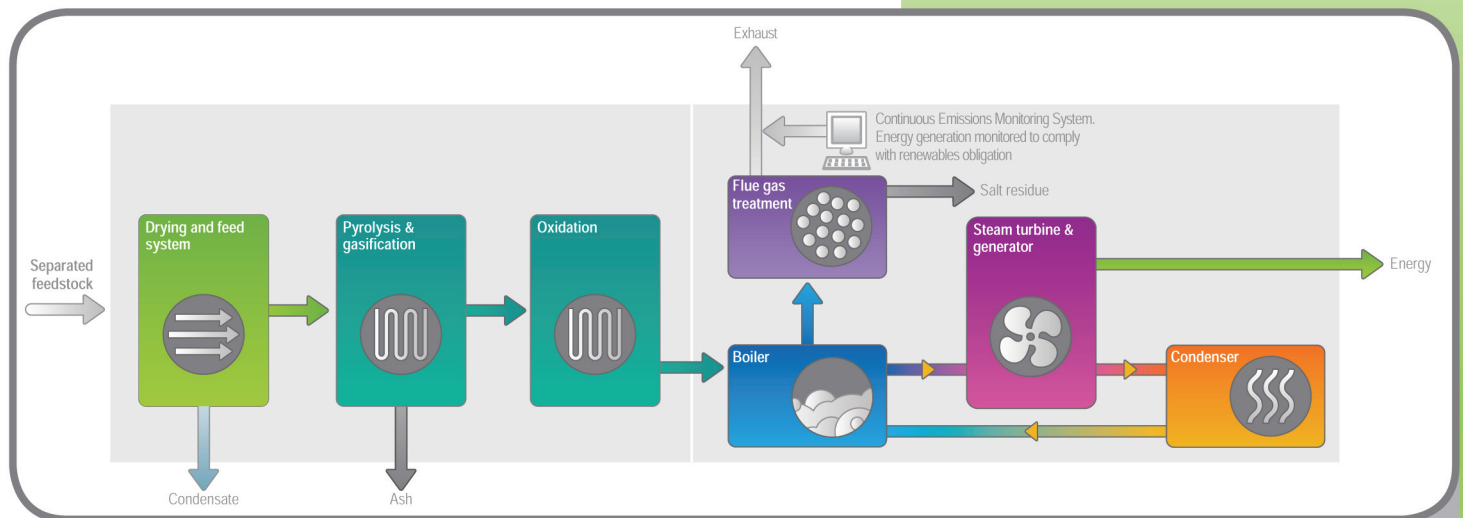 Exhaust
Continuous Emissions Monitoring System.
Energy generation monitored to comply
with renewables obligation
Flue gas
treatment
Salt residue
Drying and feed
system
Pyrolysis &
gasification
Oxidation
Steam turbine &
generator
Separated
feedstock
Energy
Boiler
Condenser
Condensate
Ash